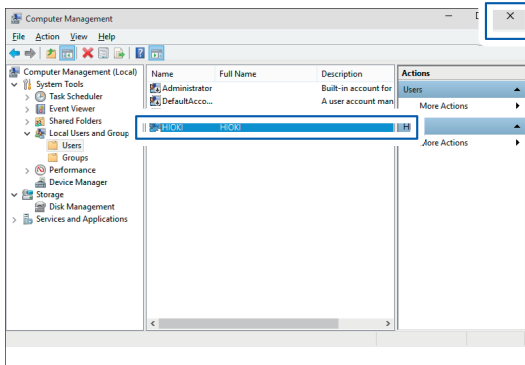 Computer Management
File Action View Help
Computer Management (Local)
System Tools
Task Scheduler
Event Viewer
Shared Folders
Local Users and Group
Users
Groups
Performance
Device Manager
Storage
Disk Management
Services and Applications
Name Full Name Description
Administrator Built-in account for
DefaultAcco... A user account man
HIOKI HIOKI
Actions
Users
More Actions
H
More Actions